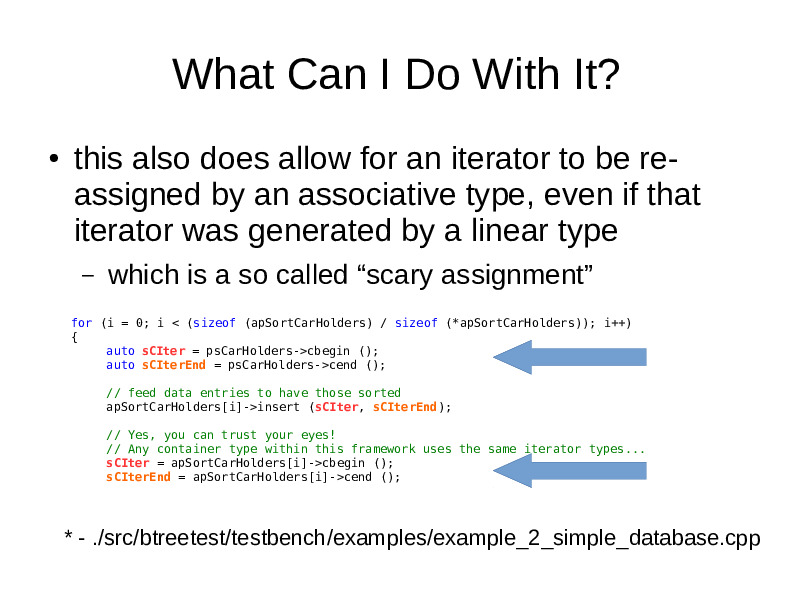 What Can I Do With It?
• this also does allow for an iterator to be re-
assigned by an associative type, even if that
iterator was generated by a linear type
– which is a so called “scary assignment”
for (i = 0; i < (sizeof (apSortCarHolders) / sizeof (*apSortCarHolders)); i++)
{
auto sCIter = psCarHolders->cbegin ();
auto sCIterEnd = psCarHolders->cend ();
// feed data entries to have those sorted
apSortCarHolders[i]->insert (sCIter, sCIterEnd);
// Yes, you can trust your eyes!
// Any container type within this framework uses the same iterator types...
sCIter = apSortCarHolders[i]->cbegin ();
sCIterEnd = apSortCarHolders[i]->cend ();
* - ./src/btreetest/testbench/examples/example_2_simple_database.cpp